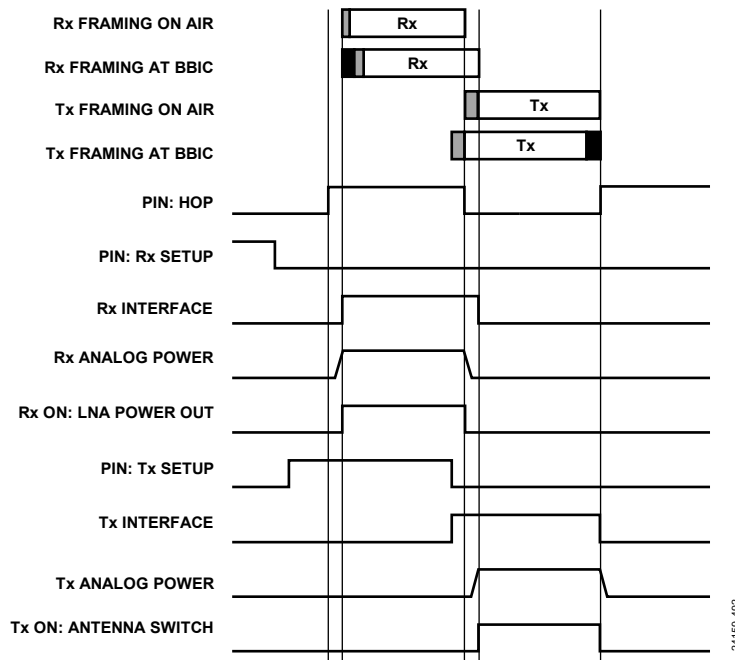 Rx FRAMING ON AIR
Rx
Rx FRAMING AT BBIC
Rx
Tx FRAMING ON AIR
Tx
Tx FRAMING AT BBIC
Tx
PIN: HOP
PIN: Rx SETUP
Rx INTERFACE
Rx ANALOG POWER
Rx ON: LNA POWER OUT
PIN: Tx SETUP
Tx INTERFACE
Tx ANALOG POWER
Tx ON: ANTENNA SWITCH